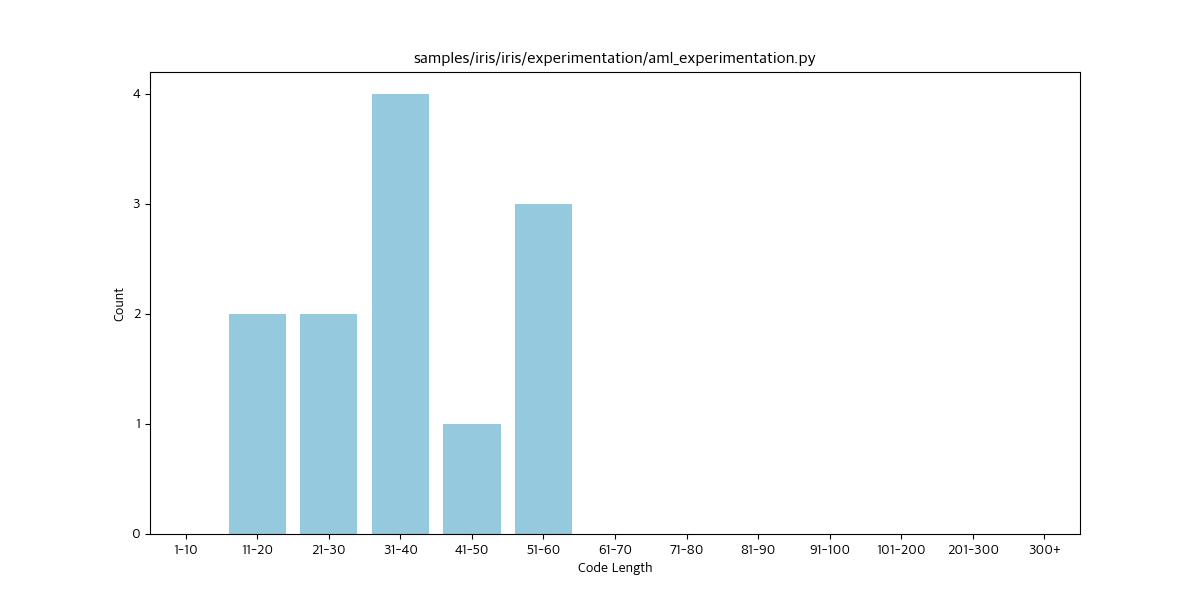 samples/iris/iris/experimentation/aml_experimentation.py
4
3
2
1
0
Count
1-10 11-20 21-30 31-40 41-50 51-60 61-70 71-80 81-90 91-100 101-200 201-300 300+
Code Length